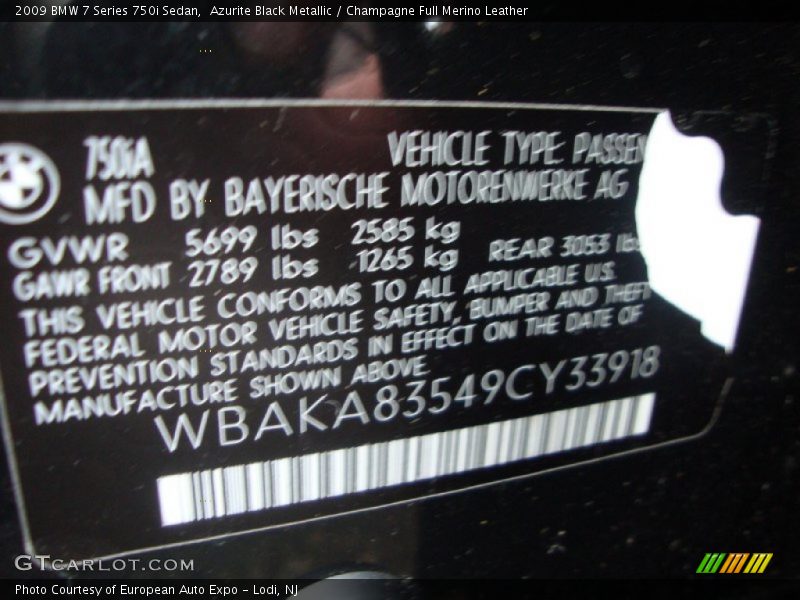 2009 BMW 7 Series 750i Sedan, Azurite Black Metallic / Champagne Full Merino Leather
750iA VEHICLE TYPE PASSEN
MFD BY BAYERISCHE MOTORENWERKE AG
GVWR 5699 lbs 2585 kg
GAWR FRONT 2789 lbs 1265 kg REAR 3053 lbs
THIS VEHICLE CONFORMS TO ALL APPLICABLE U.S.
FEDERAL MOTOR VEHICLE SAFETY, BUMPER AND THEFT
PREVENTION STANDARDS IN EFFECT ON THE DATE OF
MANUFACTURE SHOWN ABOVE
WBAKA83549CY33918
GTCARLOT.COM
Photo Courtesy of European Auto Expo - Lodi, NJ